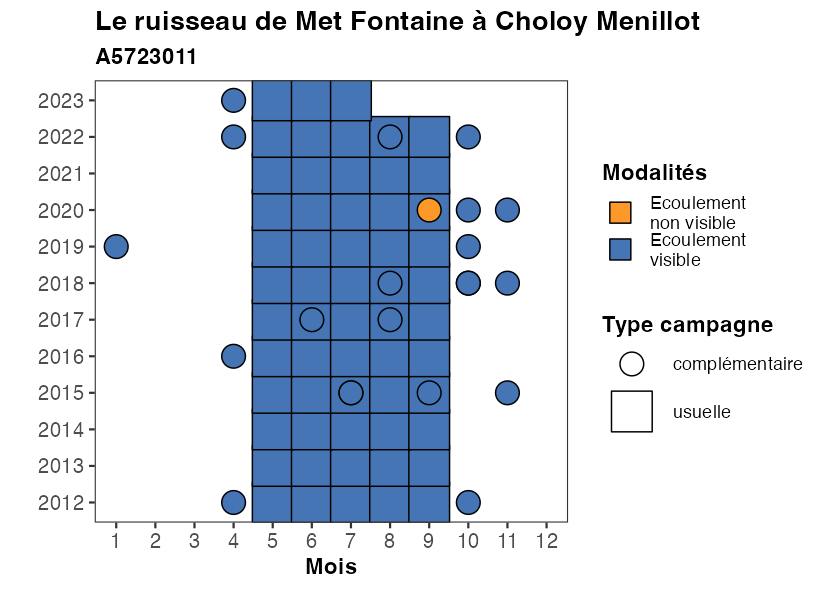 Le ruisseau de Met Fontaine à Choloy Menillot
A5723011
2023
2022
2021
2020
2019
2018
2017
2016
2015
2014
2013
2012
1 2 3 4 5 6 7 8 9 10 11 12
Mois
Modalités
Ecoulement
non visible
Ecoulement
visible
Type campagne
complémentaire
usuelle